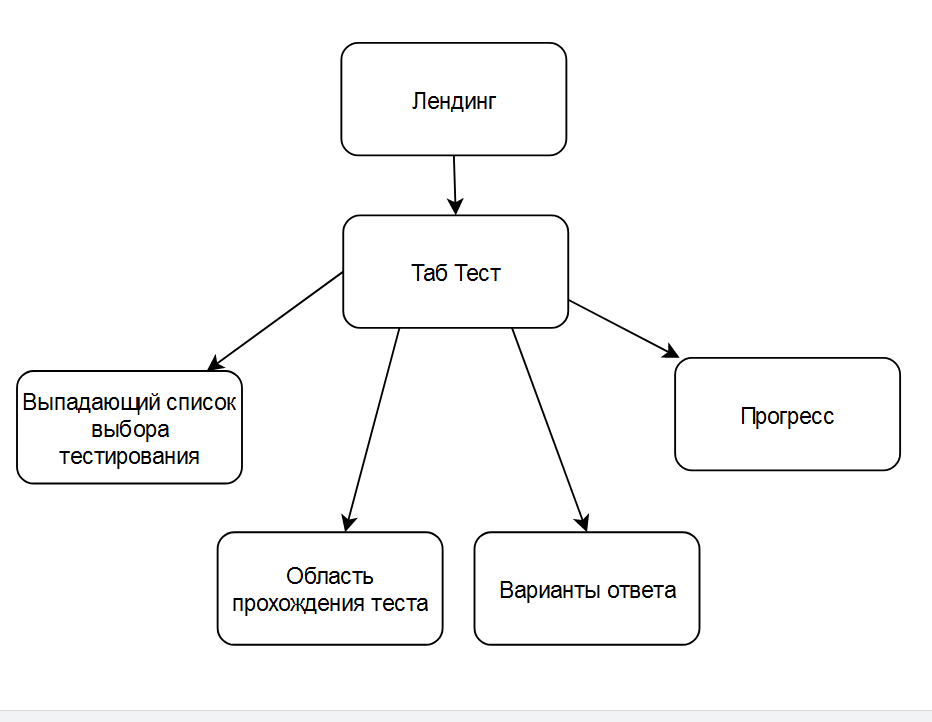 Лендинг
Таб Тест
Выпадающий список
выбора
тестирования
Прогресс
Область
прохождения теста
Варианты ответа